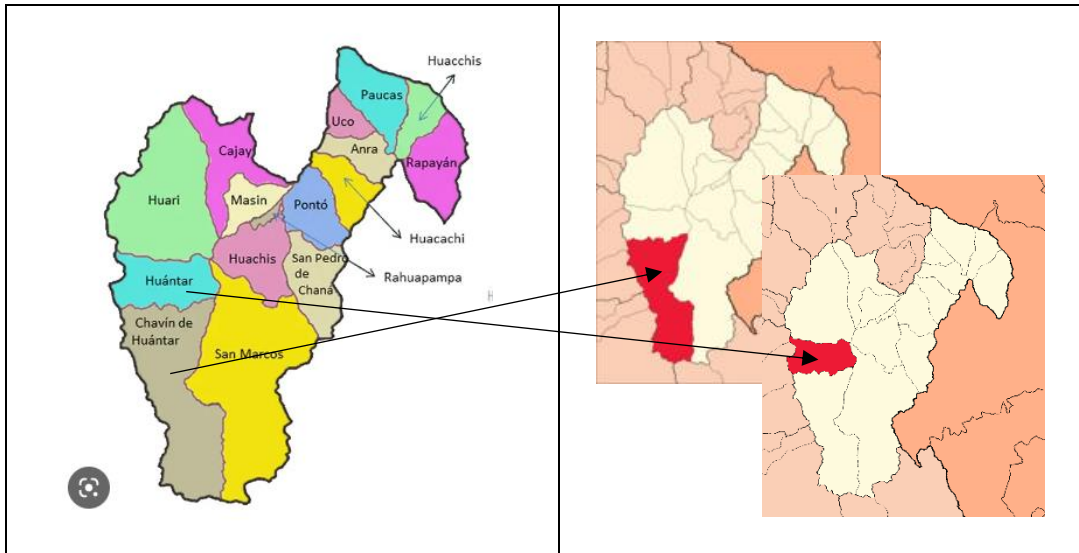 Huacchis
Paucas
Uco
Anra
Cajay
Rapayán
Masin
Huari
Pontó
Huacachi
Huachis
San Pedro
de
Chaná
Rahuapampa
Huántar
H
Chavín de
Huántar
San Marcos